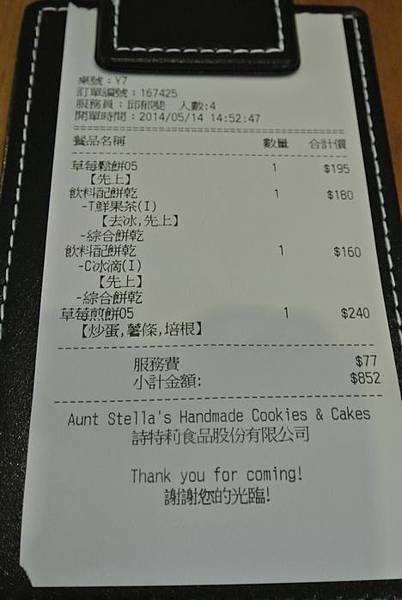 桌號：Y7
訂單編號：167425
服務員：邱郁斐　人數:4
開單時間：2014/05/14 14:52:47
餐品名稱 數量 合計價
草莓鬆餅05 1 $195
【先上】
飲料配餅乾 1 $180
-T鮮果茶(I)
【去冰,先上】
-綜合餅乾
飲料配餅乾 1 $160
-C冰滴(I)
【先上】
-綜合餅乾
草莓煎餅05 1 $240
【炒蛋,薯條,培根】
服務費 $77
小計金額: $852
Aunt Stella's Handmade Cookies & Cakes
詩特莉食品股份有限公司
Thank you for coming!
謝謝您的光臨!